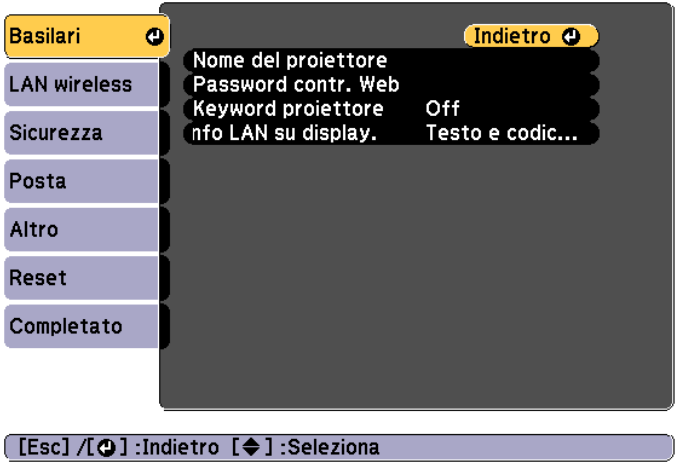 Basilari
Indietro
Nome del proiettore
LAN wireless
Password contr. Web
Keyword proiettore Off
Sicurezza
nfo LAN su display. Testo e codic...
Posta
Altro
Reset
Completato
[Esc] /[ ] :Indietro [ ] :Seleziona